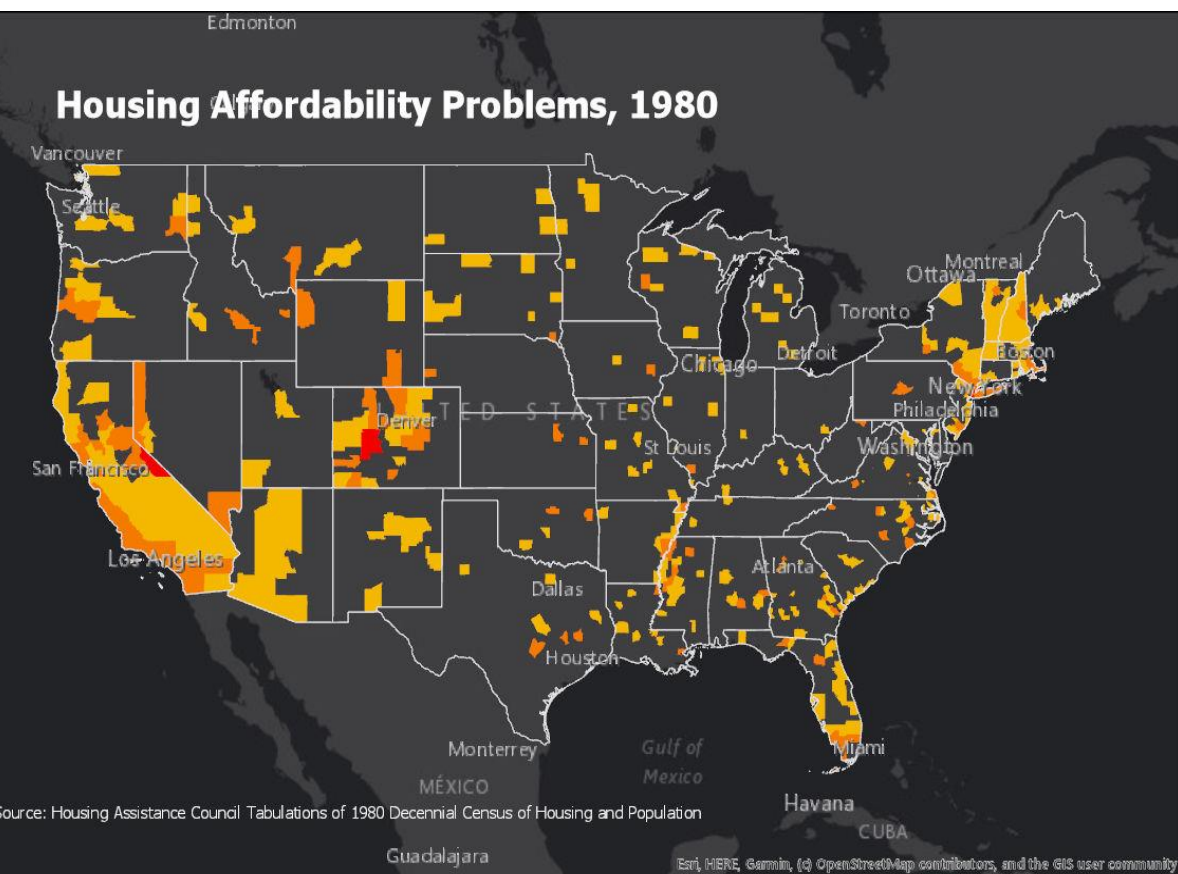 Edmonton
Housing Affordability Problems, 1980
Vancouver
Seattle
Montreal
Ottawa
Toronto
Boston
Chicago
Detroit
New York
UNITED STATES
Philadelphia
Denver
St Louis
Washington
San Francisco
Los Angeles
Atlanta
Dallas
Houston
Monterrey
Gulf of
Mexico
Miami
MÉXICO
Havana
Source: Housing Assistance Council Tabulations of 1980 Decennial Census of Housing and Population
CUBA
Guadalajara
Esri, HERE, Garmin, (c) OpenStreetMap contributors, and the GIS user community